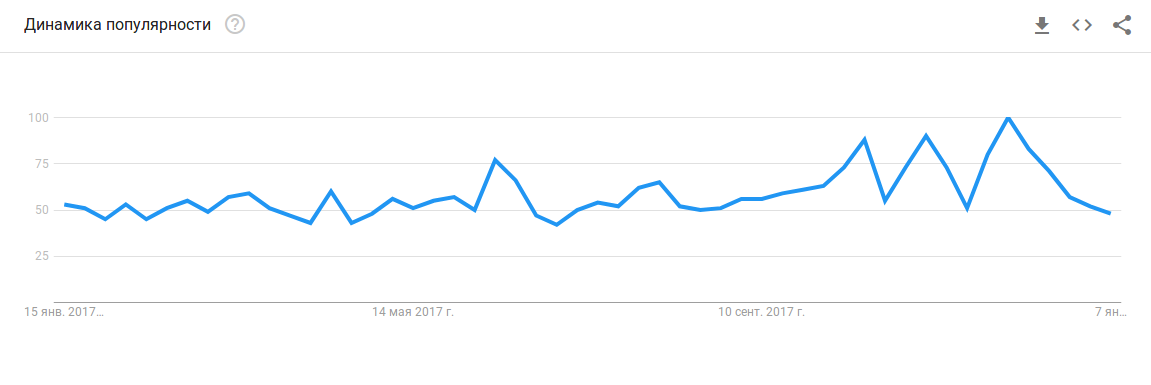 Динамика популярности ?
100
75
50
25
15 янв. 2017…
14 мая 2017 г.
10 сент. 2017 г.
7 ян…